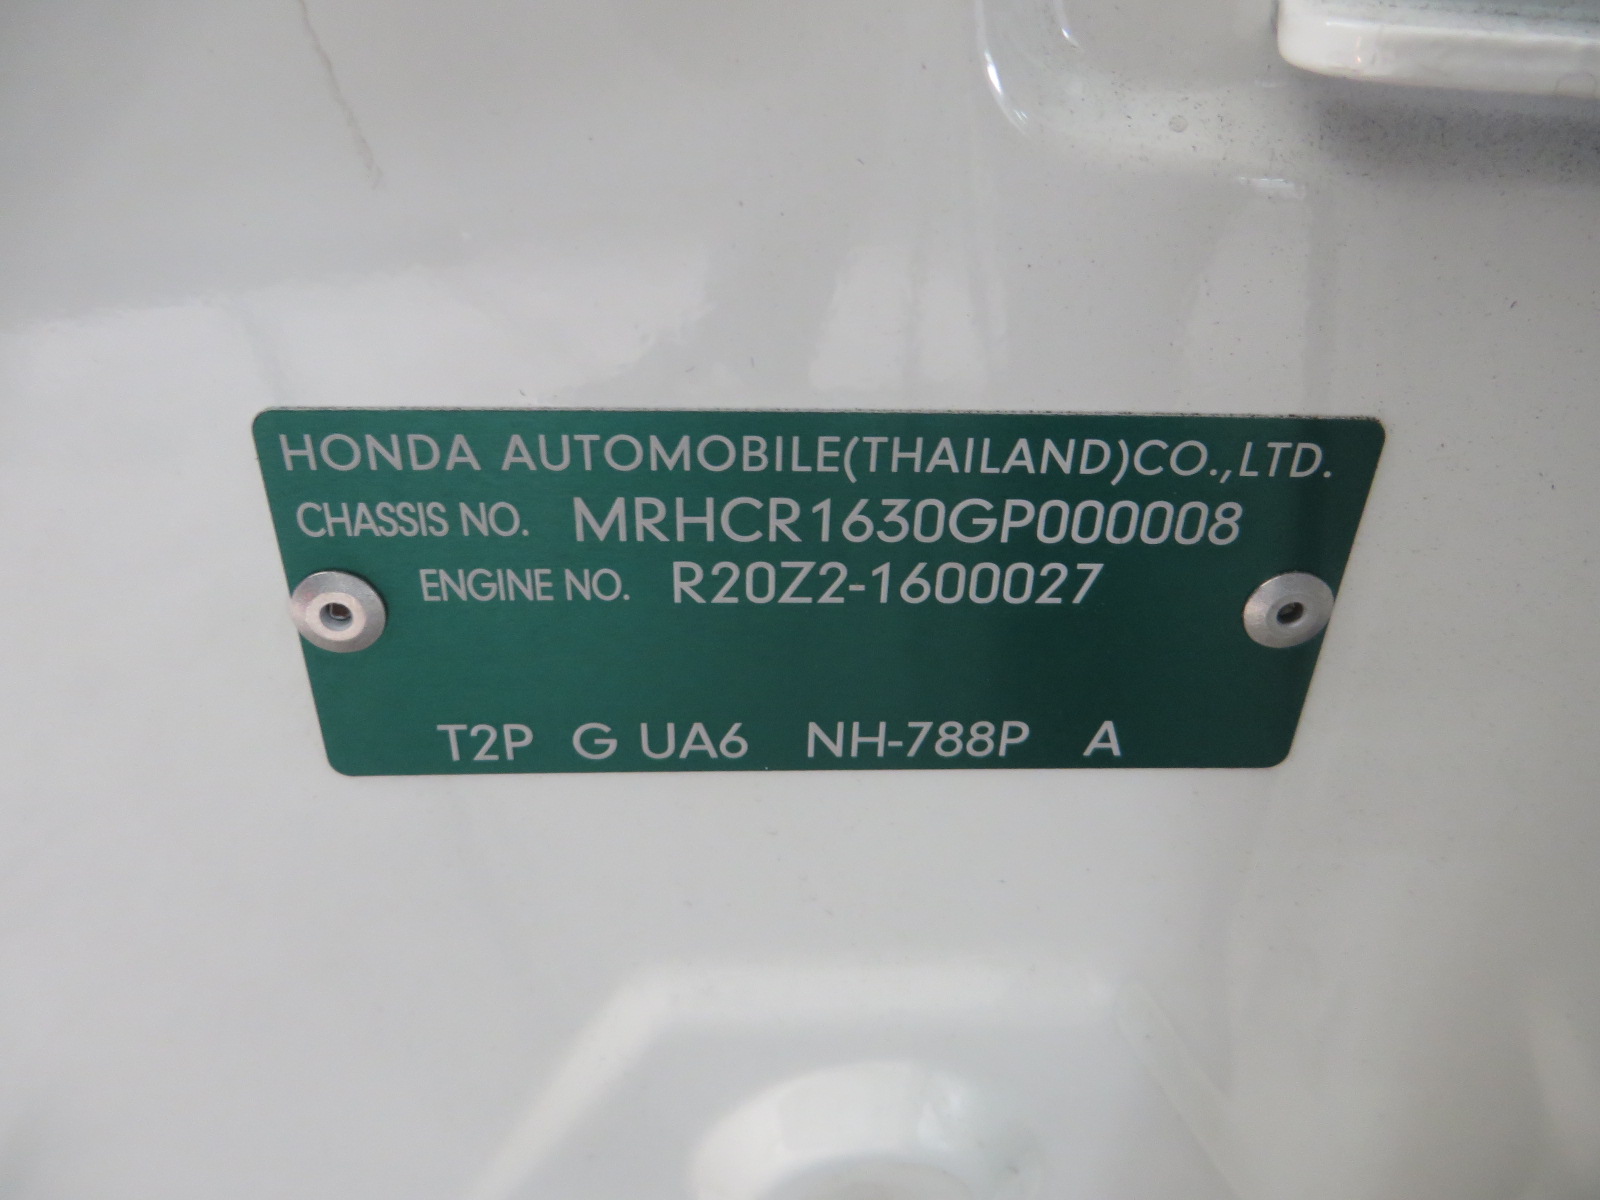 HONDA AUTOMOBILE(THAILAND)CO.,LTD.
CHASSIS NO. MRHCR1630GP000008
ENGINE NO. R20Z2-1600027
T2P G UA6 NH-788P A